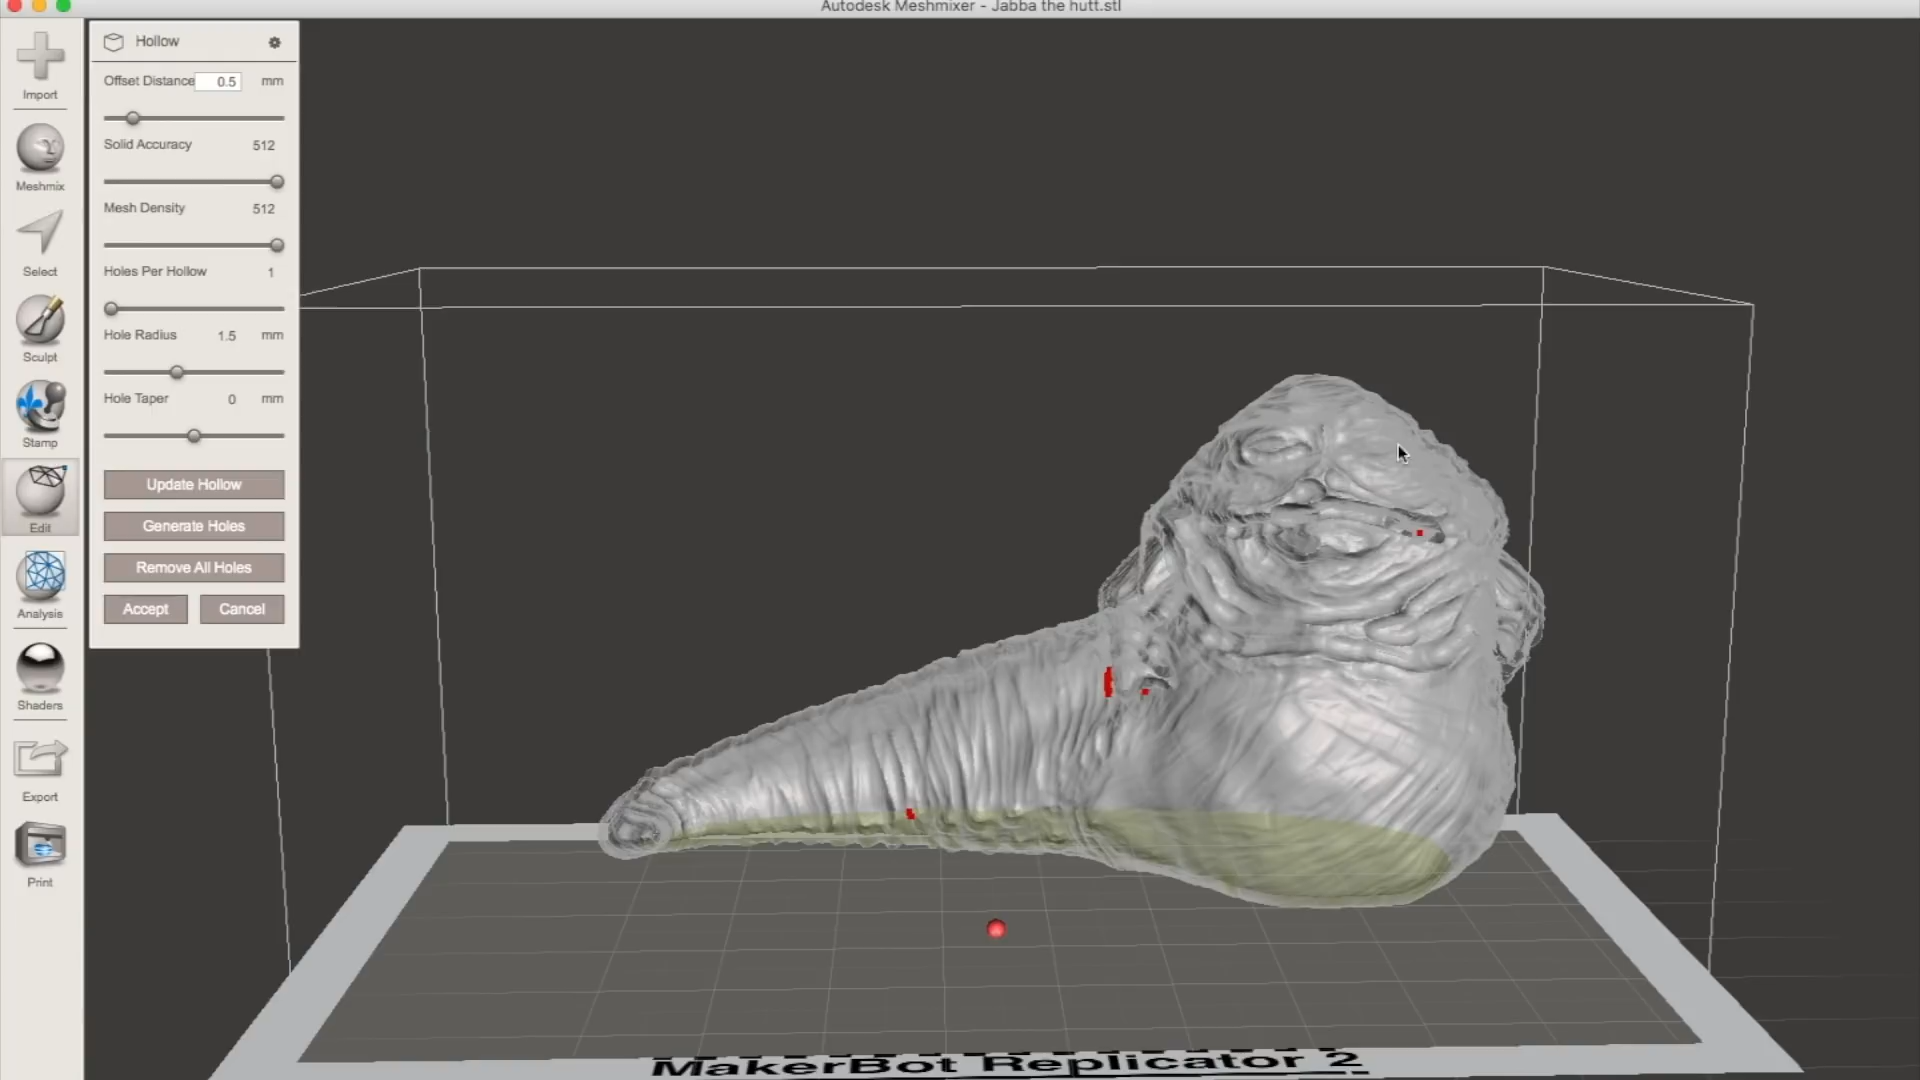 Autodesk Meshmixer - Jabba the hutt.stl
Import
Meshmix
Select
Sculpt
Stamp
Edit
Analysis
Shaders
Export
Print
Hollow
Offset Distance 0.5 mm
Solid Accuracy 512
Mesh Density 512
Holes Per Hollow 1
Hole Radius 1.5 mm
Hole Taper 0 mm
Update Hollow
Generate Holes
Remove All Holes
Accept Cancel
MakerBot Replicator 2